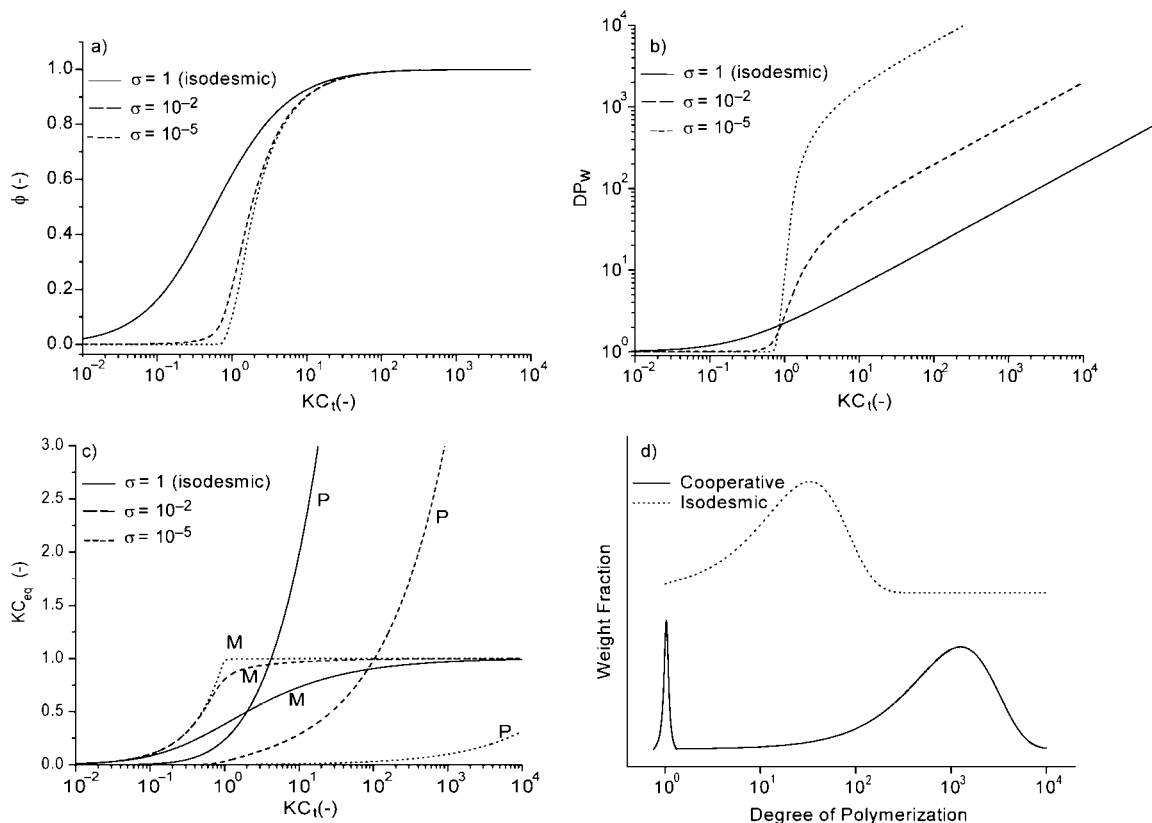 a)
σ = 1 (isodesmic)
σ = 10⁻²
σ = 10⁻⁵
ϕ (-)
1.0
0.8
0.6
0.4
0.2
0.0
10⁻² 10⁻¹ 10⁰ 10¹ 10² 10³ 10⁴
KCt(-)
b)
σ = 1 (isodesmic)
σ = 10⁻²
σ = 10⁻⁵
DPw
10⁴
10³
10²
10¹
10⁰
10⁻² 10⁻¹ 10⁰ 10¹ 10² 10³ 10⁴
KCt(-)
c)
σ = 1 (isodesmic)
σ = 10⁻²
σ = 10⁻⁵
KCeq (-)
3.0
2.5
2.0
1.5
1.0
0.5
0.0
P
P
M
M
M
P
10⁻² 10⁻¹ 10⁰ 10¹ 10² 10³ 10⁴
KCt(-)
d)
Cooperative
Isodesmic
Weight Fraction
10⁰ 10¹ 10² 10³ 10⁴
Degree of Polymerization